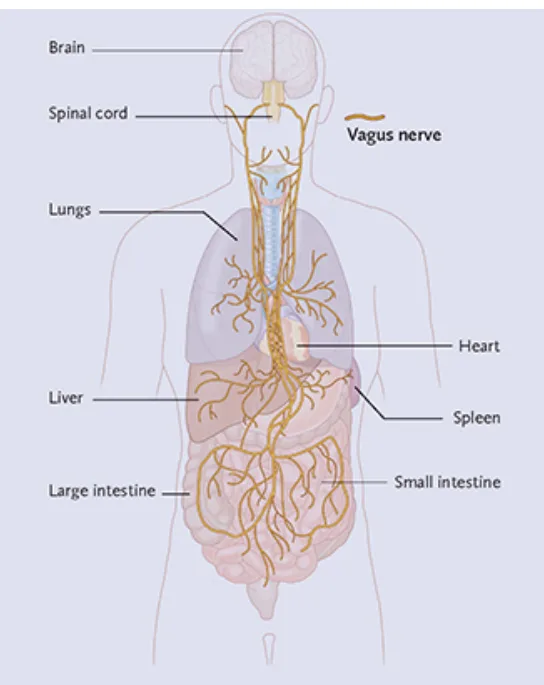 Brain
Spinal cord
Vagus nerve
Lungs
Heart
Liver
Spleen
Small intestine
Large intestine